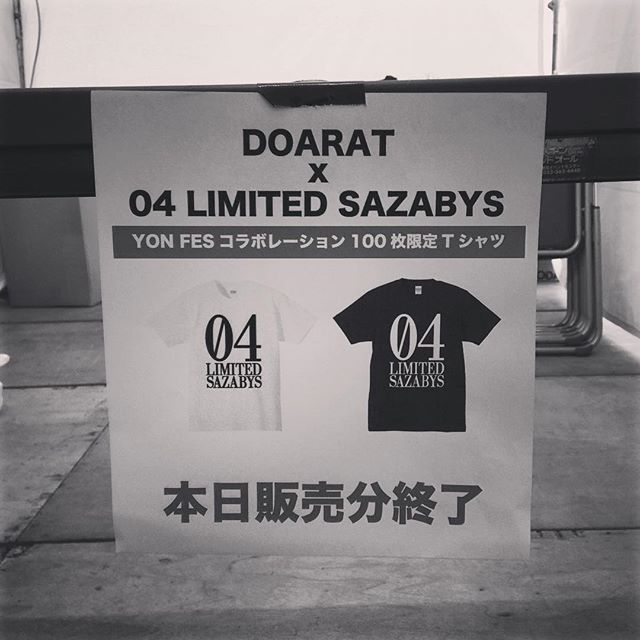 DOARAT
x
04 LIMITED SAZABYS
YON FES コラボレーション 100 枚限定 T シャツ
04
LIMITED
SAZABYS
04
LIMITED
SAZABYS
本日販売分終了